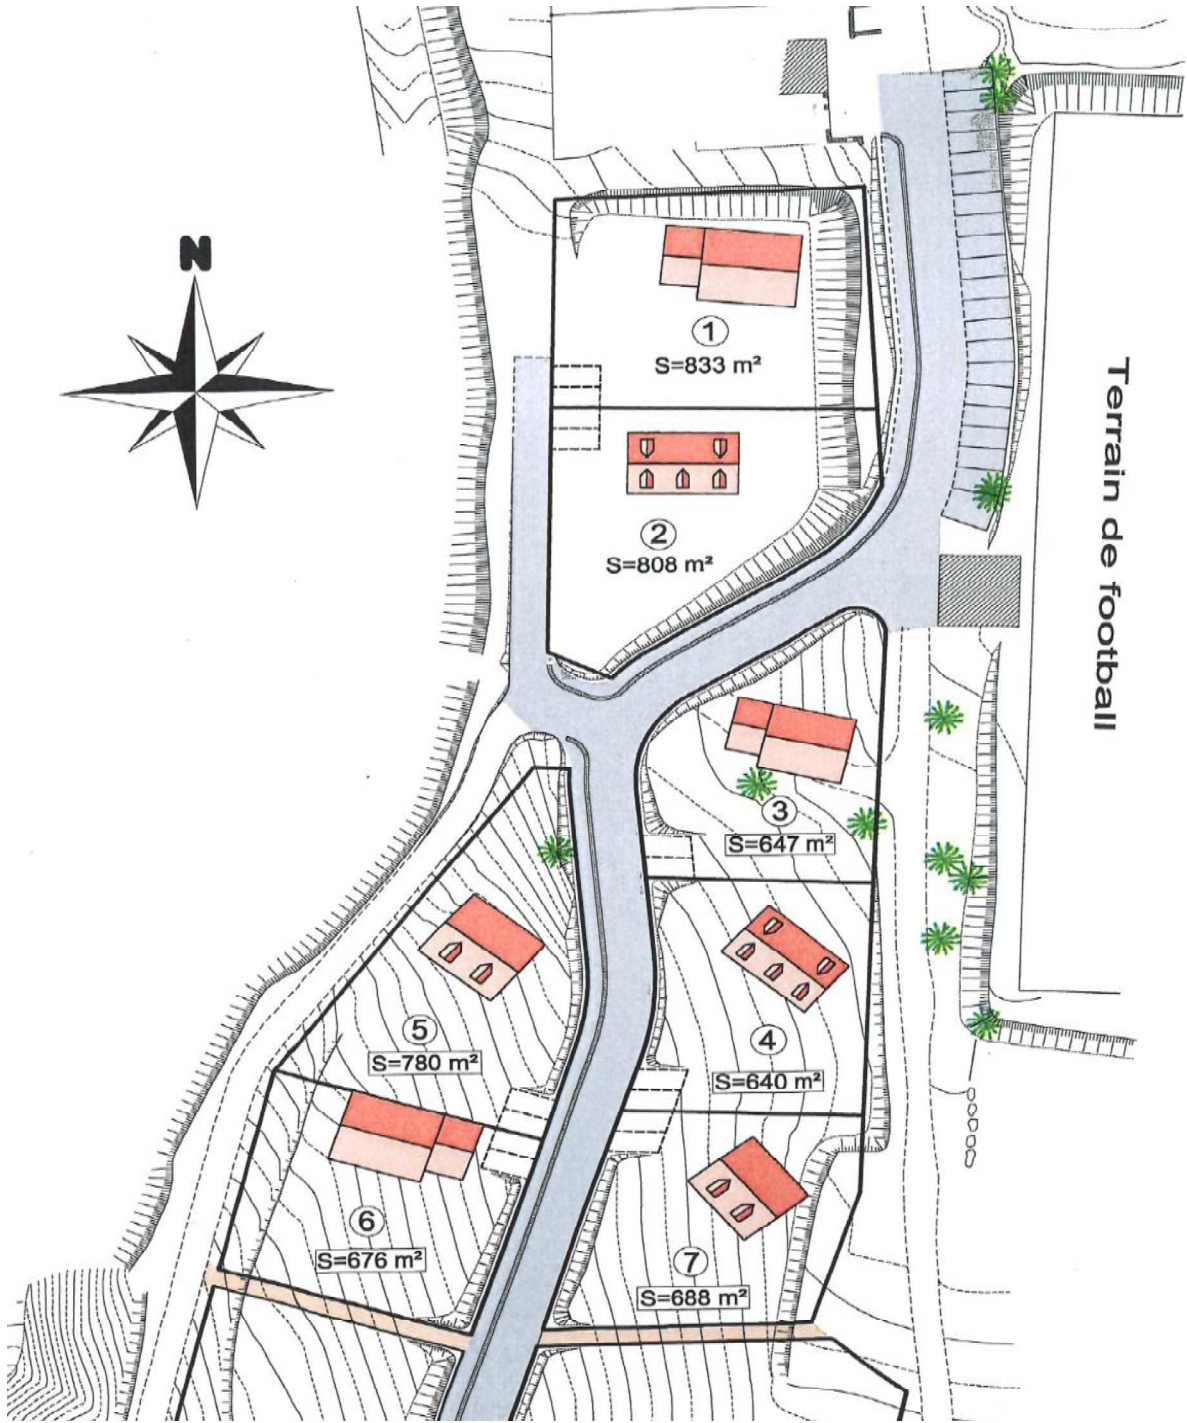 N
1
S=833 m²
2
S=808 m²
Terrain de football
3
S=647 m²
4
S=640 m²
5
S=780 m²
6
S=676 m²
7
S=688 m²